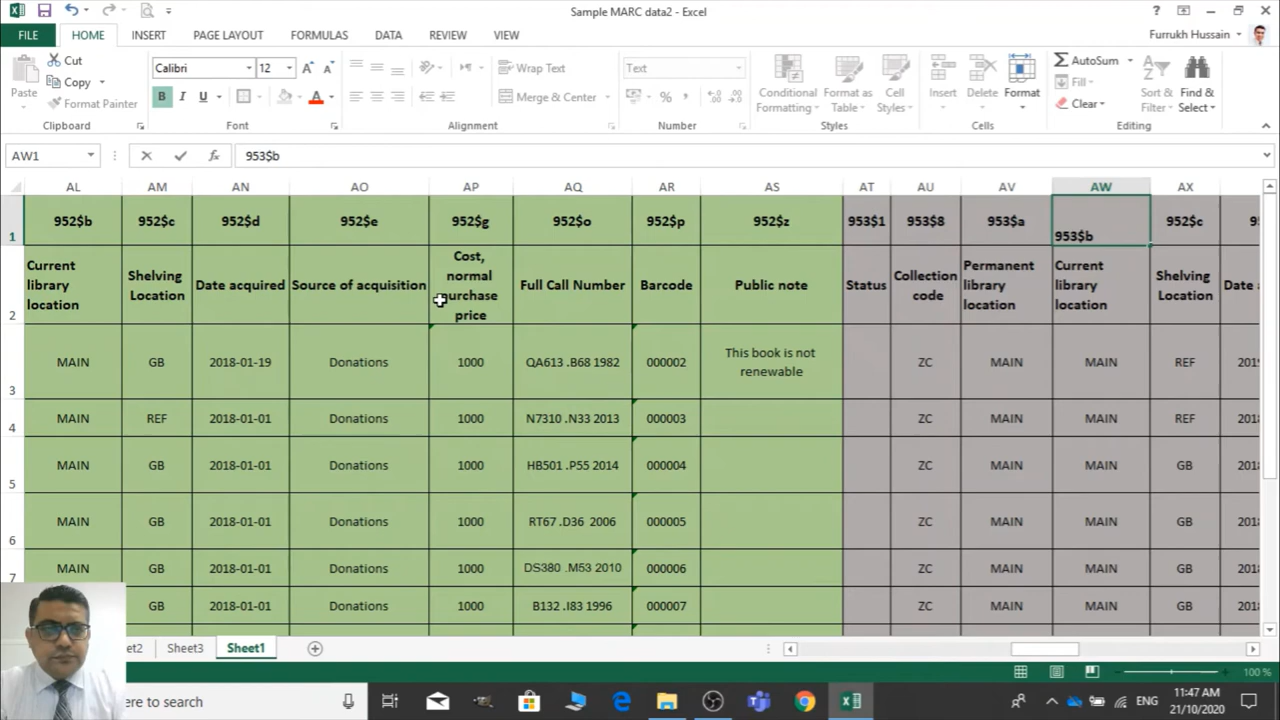 Sample MARC data2 - Excel
?
FILE HOME INSERT PAGE LAYOUT FORMULAS DATA REVIEW VIEW Furrukh Hussain
Cut
Copy
Format Painter
Paste
Calibri 12
B I U
A A
A
Wrap Text
Merge & Center
Text
% ,
Conditional Formatting
Format as Table
Cell Styles
Insert Delete Format
AutoSum
Fill
Clear
Sort & Filter
Find & Select
Clipboard Font Alignment Number Styles Cells Editing
AW1 fx 953$b
AL AM AN AO AP AQ AR AS AT AU AV AW AX
1 952$b 952$c 952$d 952$e 952$g 952$o 952$p 952$z 953$1 953$8 953$a 953$b 952$c
2 Current library location Shelving Location Date acquired Source of acquisition Cost, normal purchase price Full Call Number Barcode Public note Status Collection code Permanent library location Current library location Shelving Location Date
3 MAIN GB 2018-01-19 Donations 1000 QA613 .B68 1982 000002 This book is not renewable ZC MAIN MAIN REF
4 MAIN REF 2018-01-01 Donations 1000 N7310 .N33 2013 000003 ZC MAIN MAIN REF
5 MAIN GB 2018-01-01 Donations 1000 HB501 .P55 2014 000004 ZC MAIN MAIN GB
6 MAIN GB 2018-01-01 Donations 1000 RT67 .D36 2006 000005 ZC MAIN MAIN GB
7 MAIN GB 2018-01-01 Donations 1000 DS380 .M53 2010 000006 ZC MAIN MAIN GB
GB 2018-01-01 Donations 1000 B132 .I83 1996 000007 ZC MAIN MAIN GB
Sheet3 Sheet1
100 %
to search
ENG
11:47 AM
21/10/2020